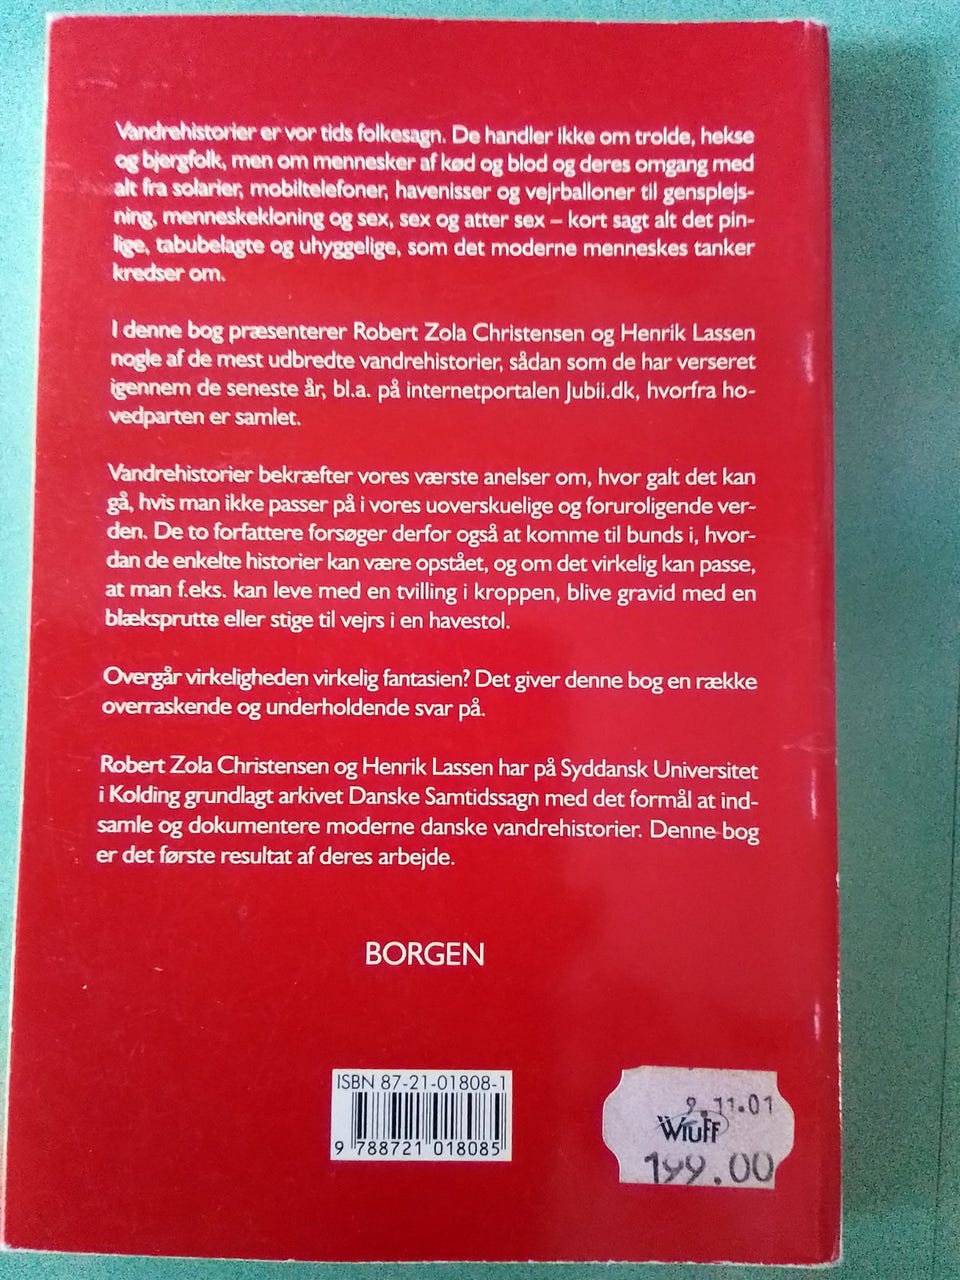 Vandrehistorier er vor tids folkesagn. De handler ikke om trolde, hekse
og bjergfolk, men om mennesker af kød og blod og deres omgang med
alt fra solarier, mobiltelefoner, havenisser og vejrballoner til gensplejs-
ning, menneskekloning og sex, sex og atter sex – kort sagt alt det pin-
lige, tabubelagte og uhyggelige, som det moderne menneskes tanker
kredser om.
I denne bog præsenterer Robert Zola Christensen og Henrik Lassen
nogle af de mest udbredte vandrehistorier, sådan som de har verseret
igennem de seneste år, bl.a. på internetportalen Jubii.dk, hvorfra ho-
vedparten er samlet.
Vandrehistorier bekræfter vores værste anelser om, hvor galt det kan
gå, hvis man ikke passer på i vores uoverskuelige og foruroligende ver-
den. De to forfattere forsøger derfor også at komme til bunds i, hvor-
dan de enkelte historier kan være opstået, og om det virkelig kan passe,
at man f.eks. kan leve med en tvilling i kroppen, blive gravid med en
blæksprutte eller stige til vejrs i en havestol.
Overgår virkeligheden virkelig fantasien? Det giver denne bog en række
overraskende og underholdende svar på.
Robert Zola Christensen og Henrik Lassen har på Syddansk Universitet
i Kolding grundlagt arkivet Danske Samtidssagn med det formål at ind-
samle og dokumentere moderne danske vandrehistorier. Denne bog
er det første resultat af deres arbejde.
BORGEN
ISBN 87-21-01808-1
9 788721 018085
9.11.01
Wiuff
199.00